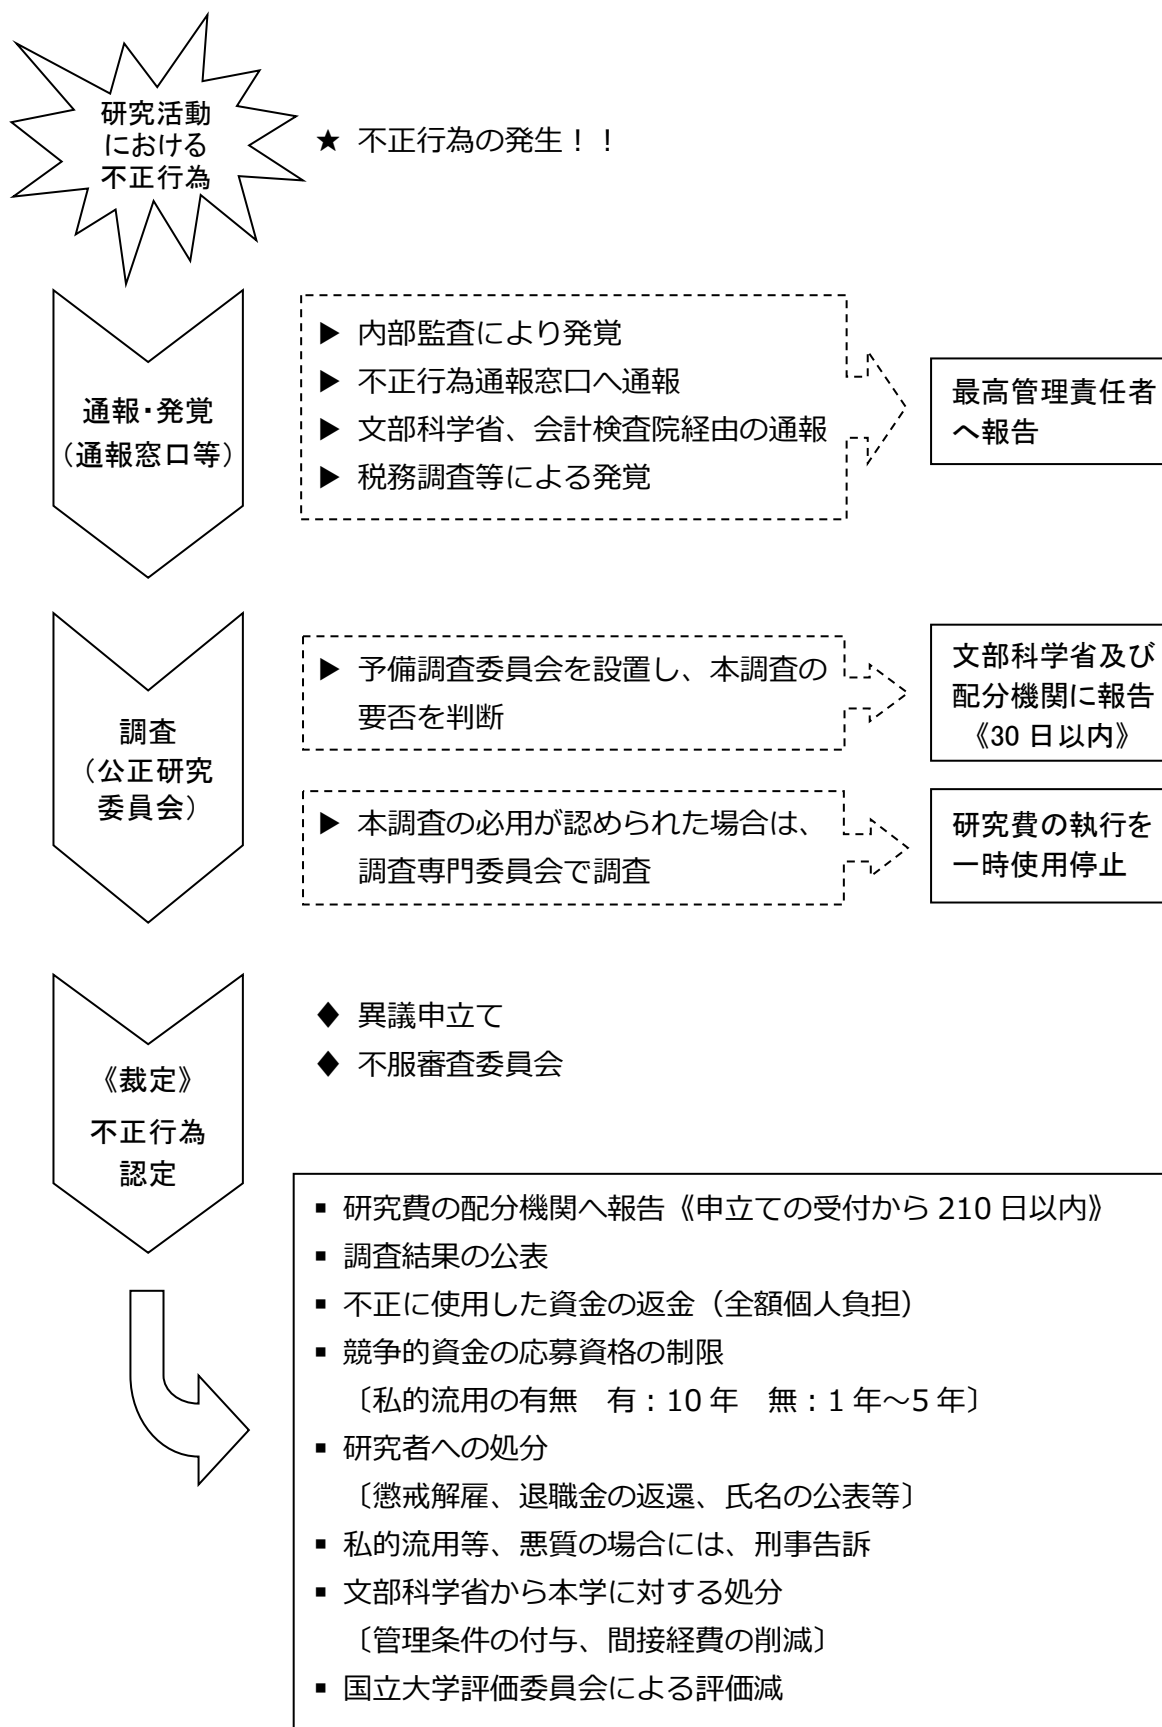 研究活動
における
不正行為
★ 不正行為の発生！！
通報・発覚
（通報窓口等）
▶ 内部監査により発覚
▶ 不正行為通報窓口へ通報
▶ 文部科学省、会計検査院経由の通報
▶ 税務調査等による発覚
最高管理責任者
へ報告
調査
（公正研究
委員会）
▶ 予備調査委員会を設置し、本調査の
要否を判断
文部科学省及び
配分機関に報告
《30 日以内》
▶ 本調査の必用が認められた場合は、
調査専門委員会で調査
研究費の執行を
一時使用停止
《裁定》
不正行為
認定
◆ 異議申立て
◆ 不服審査委員会
▪ 研究費の配分機関へ報告《申立ての受付から 210 日以内》
▪ 調査結果の公表
▪ 不正に使用した資金の返金（全額個人負担）
▪ 競争的資金の応募資格の制限
〔私的流用の有無　有：10 年　無：1 年～5 年〕
▪ 研究者への処分
〔懲戒解雇、退職金の返還、氏名の公表等〕
▪ 私的流用等、悪質の場合には、刑事告訴
▪ 文部科学省から本学に対する処分
〔管理条件の付与、間接経費の削減〕
▪ 国立大学評価委員会による評価減